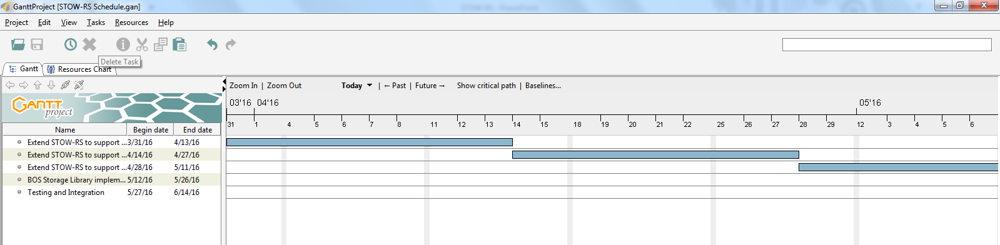 GanttProject [STOW-RS Schedule.gan]
Project Edit View Tasks Resources Help
Delete Task
Gantt Resources Chart
Zoom In | Zoom Out Today | ←Past | Future→ Show critical path | Baselines...
GANTT project
03'16 04'16 05'16
31 1 4 5 6 7 8 11 12 13 14 15 18 19 20 21 22 25 26 27 28 29 12 3 4 5 6
Name Begin date End date
Extend STOW-RS to support ... 3/31/16 4/13/16
Extend STOW-RS to support ... 4/14/16 4/27/16
Extend STOW-RS to support ... 4/28/16 5/11/16
BOS Storage Library implem... 5/12/16 5/26/16
Testing and Integration 5/27/16 6/14/16